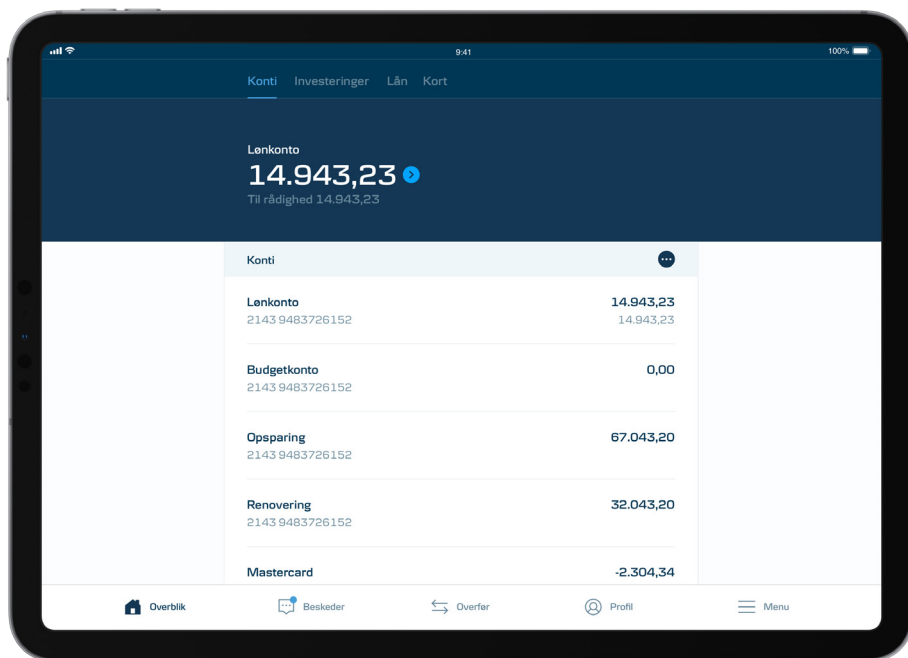 9:41
100%
Konti Investeringer Lån Kort
Lønkonto
14.943,23
Til rådighed 14.943,23
Konti
Lønkonto 14.943,23
2143 9483726152 14.943,23
Budgetkonto 0,00
2143 9483726152
Opsparing 67.043,20
2143 9483726152
Renovering 32.043,20
2143 9483726152
Mastercard -2.304,34
Overblik Beskeder Overfør Profil Menu